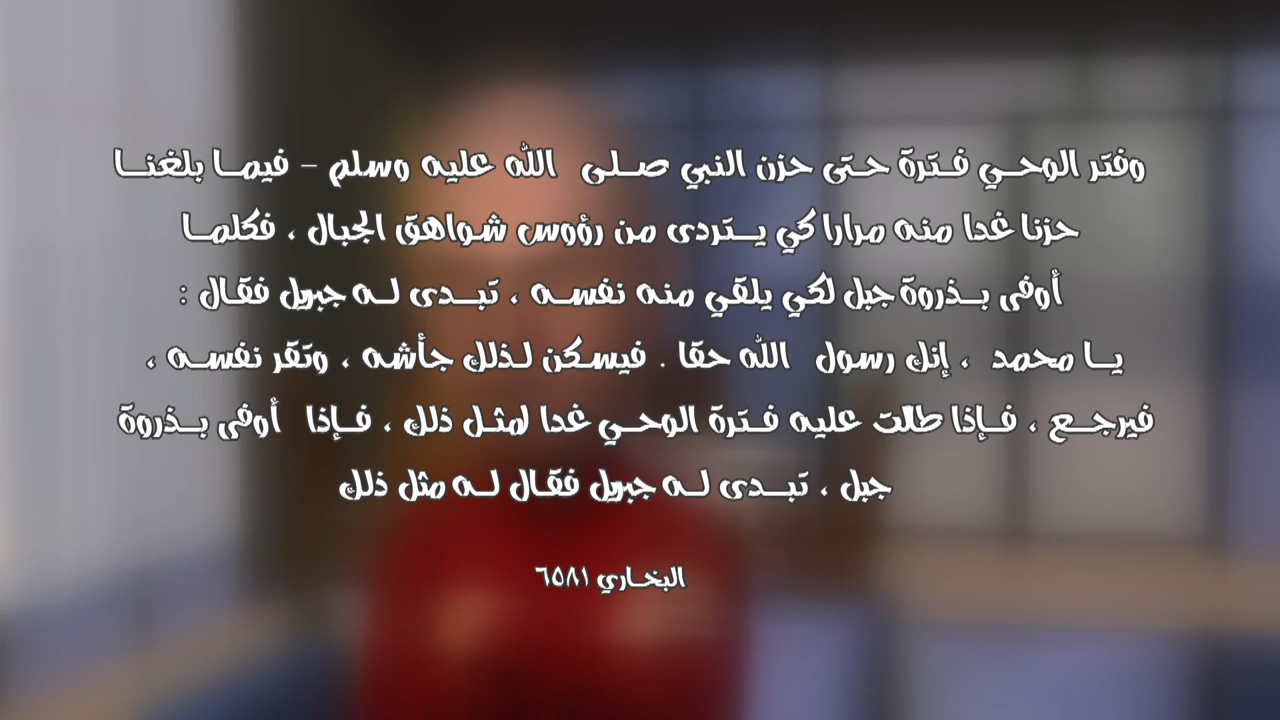 وفتر الوحي فترة حتى حزن النبي صلى الله عليه وسلم – فيما بلغنا
حزنا غدا منه مرارا كي يتردى من رؤوس شواهق الجبال ، فكلما
أوفى بذروة جبل لكي يلقي منه نفسه ، تبدى له جبريل فقال :
يا محمد ، إنك رسول الله حقا . فيسكن لذلك جأشه ، وتقر نفسه ،
فيرجع ، فإذا طالت عليه فترة الوحي غدا لمثل ذلك ، فإذا أوفى بذروة
جبل ، تبدى له جبريل فقال له مثل ذلك
البخاري ٦٥٨١